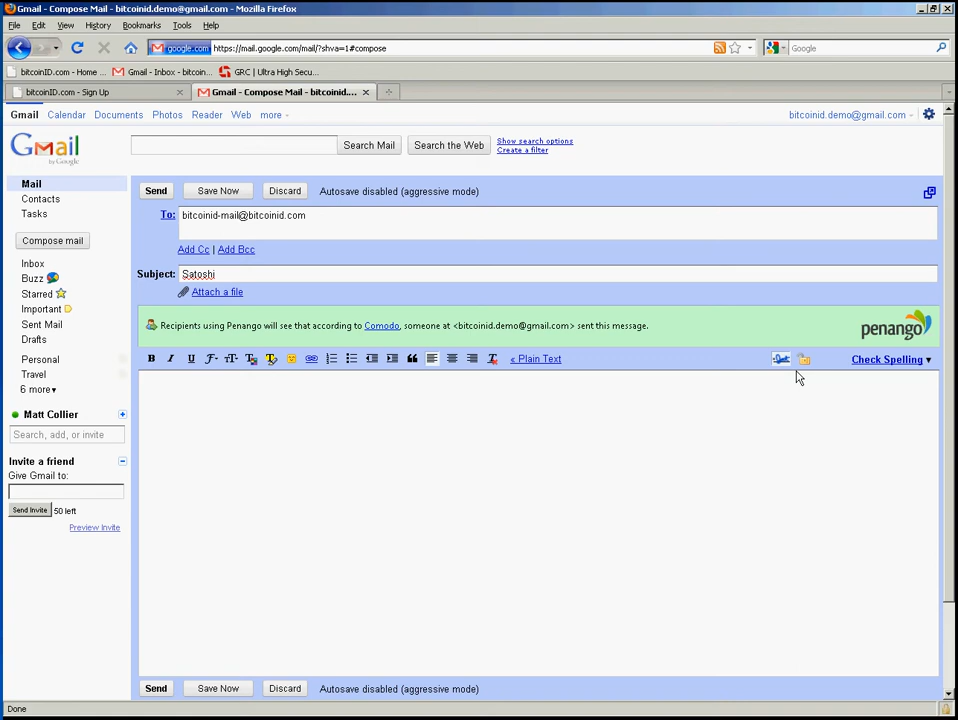 Gmail - Compose Mail - bitcoinid.demo@gmail.com - Mozilla Firefox
File Edit View History Bookmarks Tools Help
google.com https://mail.google.com/mail/?shva=1#compose
Google
bitcoinID.com - Home ... Gmail - Inbox - bitcoin... GRC | Ultra High Secu...
bitcoinID.com - Sign Up
Gmail - Compose Mail - bitcoinid....
Gmail Calendar Documents Photos Reader Web more
bitcoinid.demo@gmail.com
Gmail
by Google
Search Mail
Search the Web
Show search options
Create a filter
Mail
Contacts
Tasks
Compose mail
Inbox
Buzz
Starred
Important
Sent Mail
Drafts
Personal
Travel
6 more▾
Matt Collier
Search, add, or invite
Invite a friend
Give Gmail to:
Send Invite 50 left
Preview Invite
Send Save Now Discard Autosave disabled (aggressive mode)
To: bitcoinid-mail@bitcoinid.com
Add Cc | Add Bcc
Subject: Satoshi
Attach a file
Recipients using Penango will see that according to Comodo, someone at <bitcoinid.demo@gmail.com> sent this message.
penango
B I U « Plain Text
Check Spelling ▾
Send Save Now Discard Autosave disabled (aggressive mode)
Done